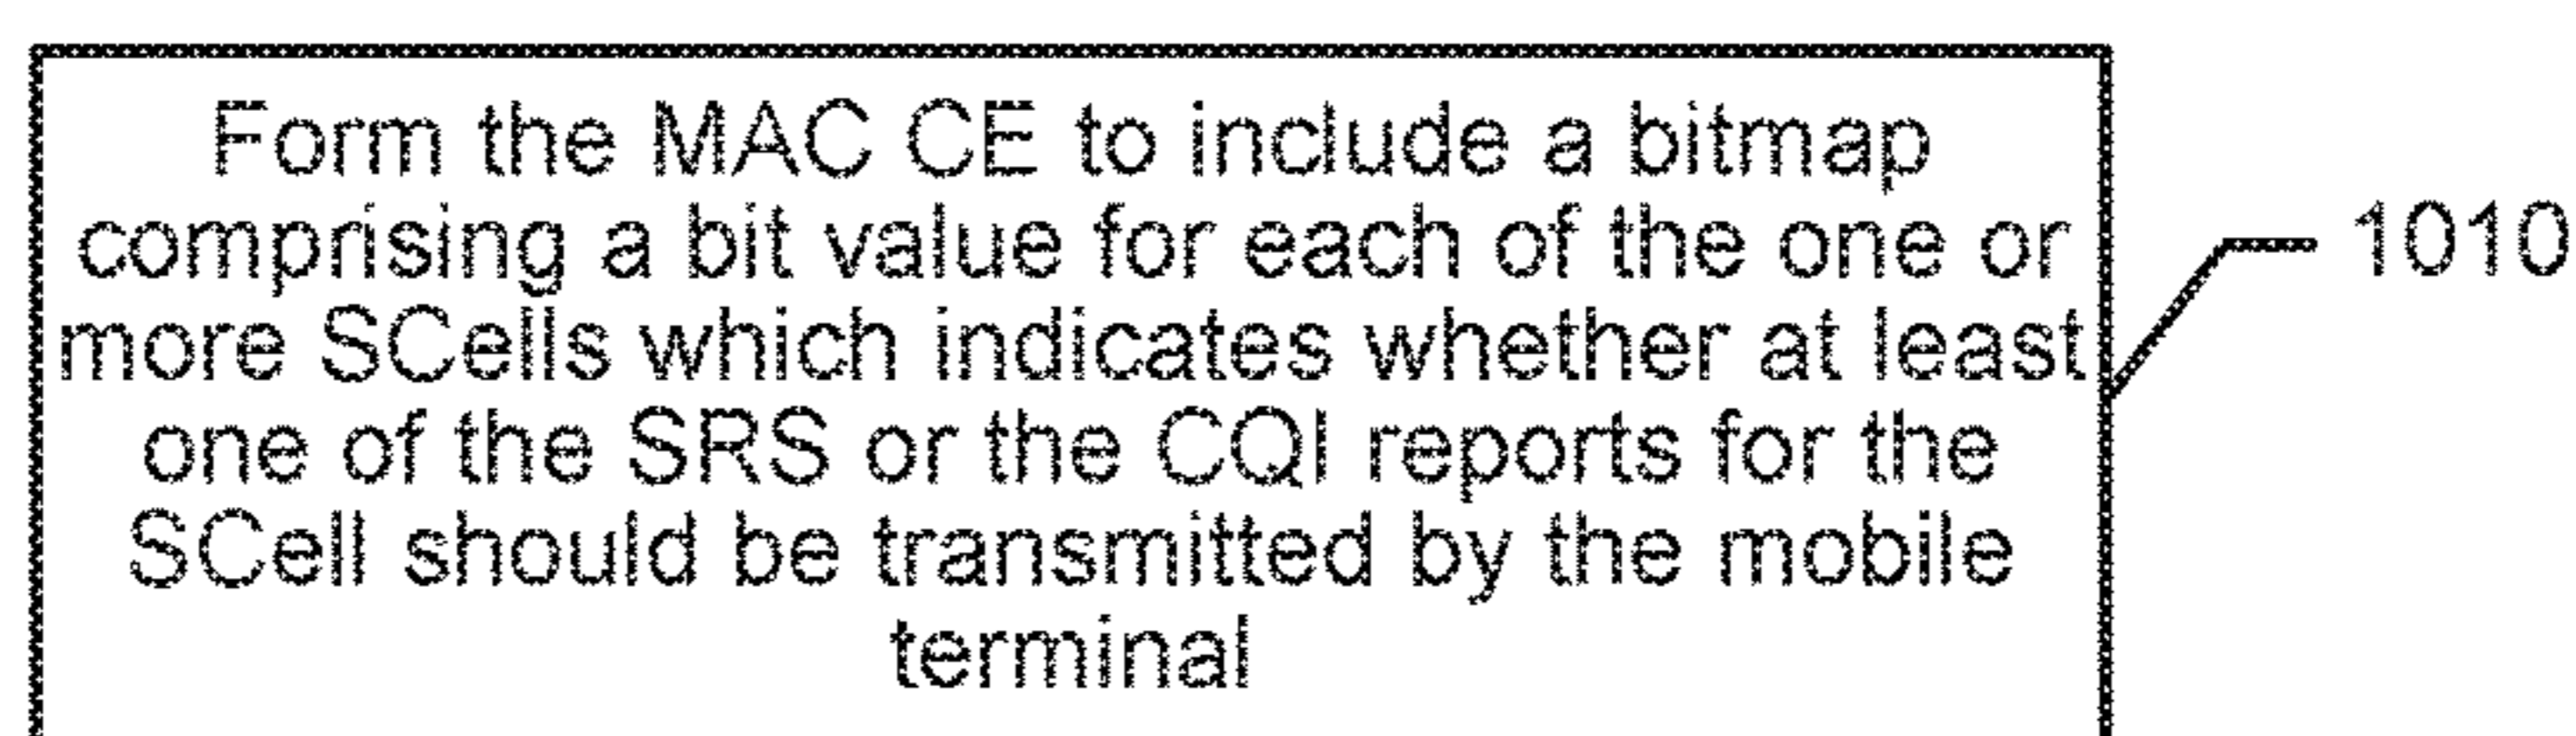 Form the MAC CE to include a bitmap
comprising a bit value for each of the one or
more SCells which indicates whether at least
one of the SRS or the CQI reports for the
SCell should be transmitted by the mobile
terminal
1010